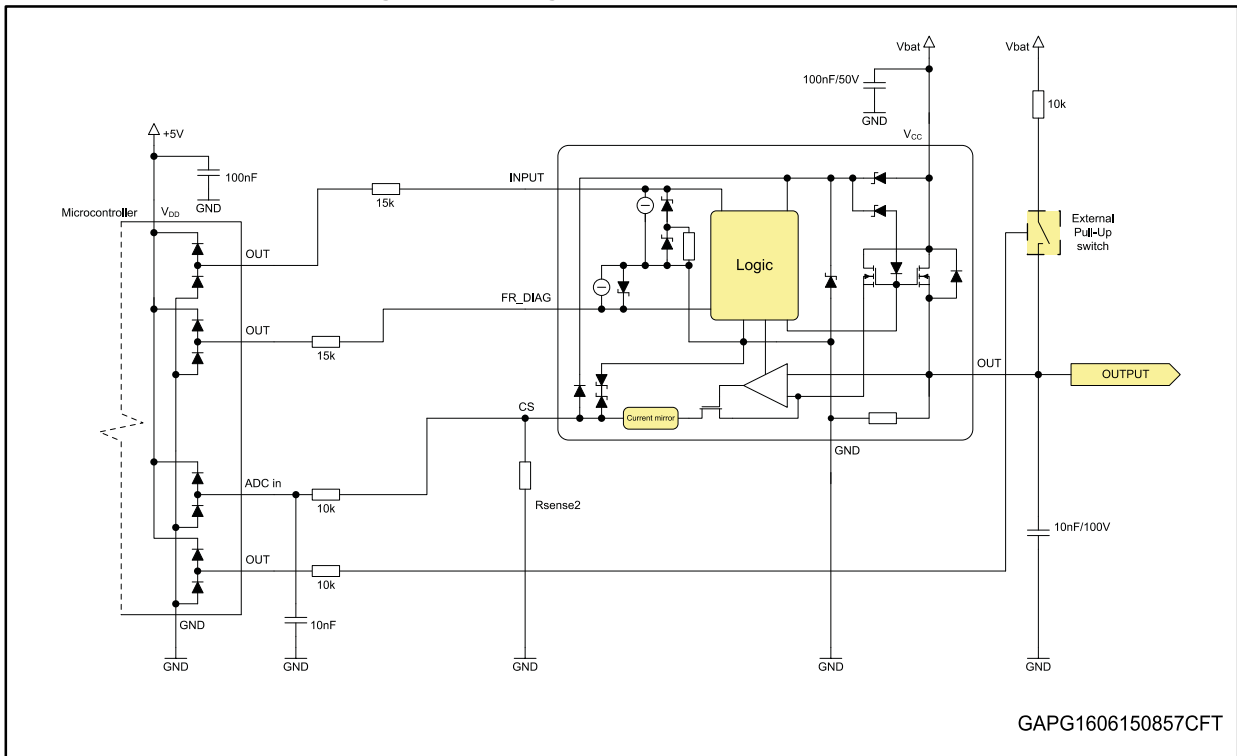 Vbat
Vbat
100nF/50V
10k
GND
+5V
VCC
100nF
INPUT
15k
GND
Microcontroller
VDD
External
Pull-Up
switch
OUT
Logic
FR_DIAG
OUT
15k
OUT
OUTPUT
CS
Current mirror
GND
ADC in
10k
Rsense2
10nF/100V
OUT
10k
GND
10nF
GND
GND
GND
GND
GND
GAPG1606150857CFT